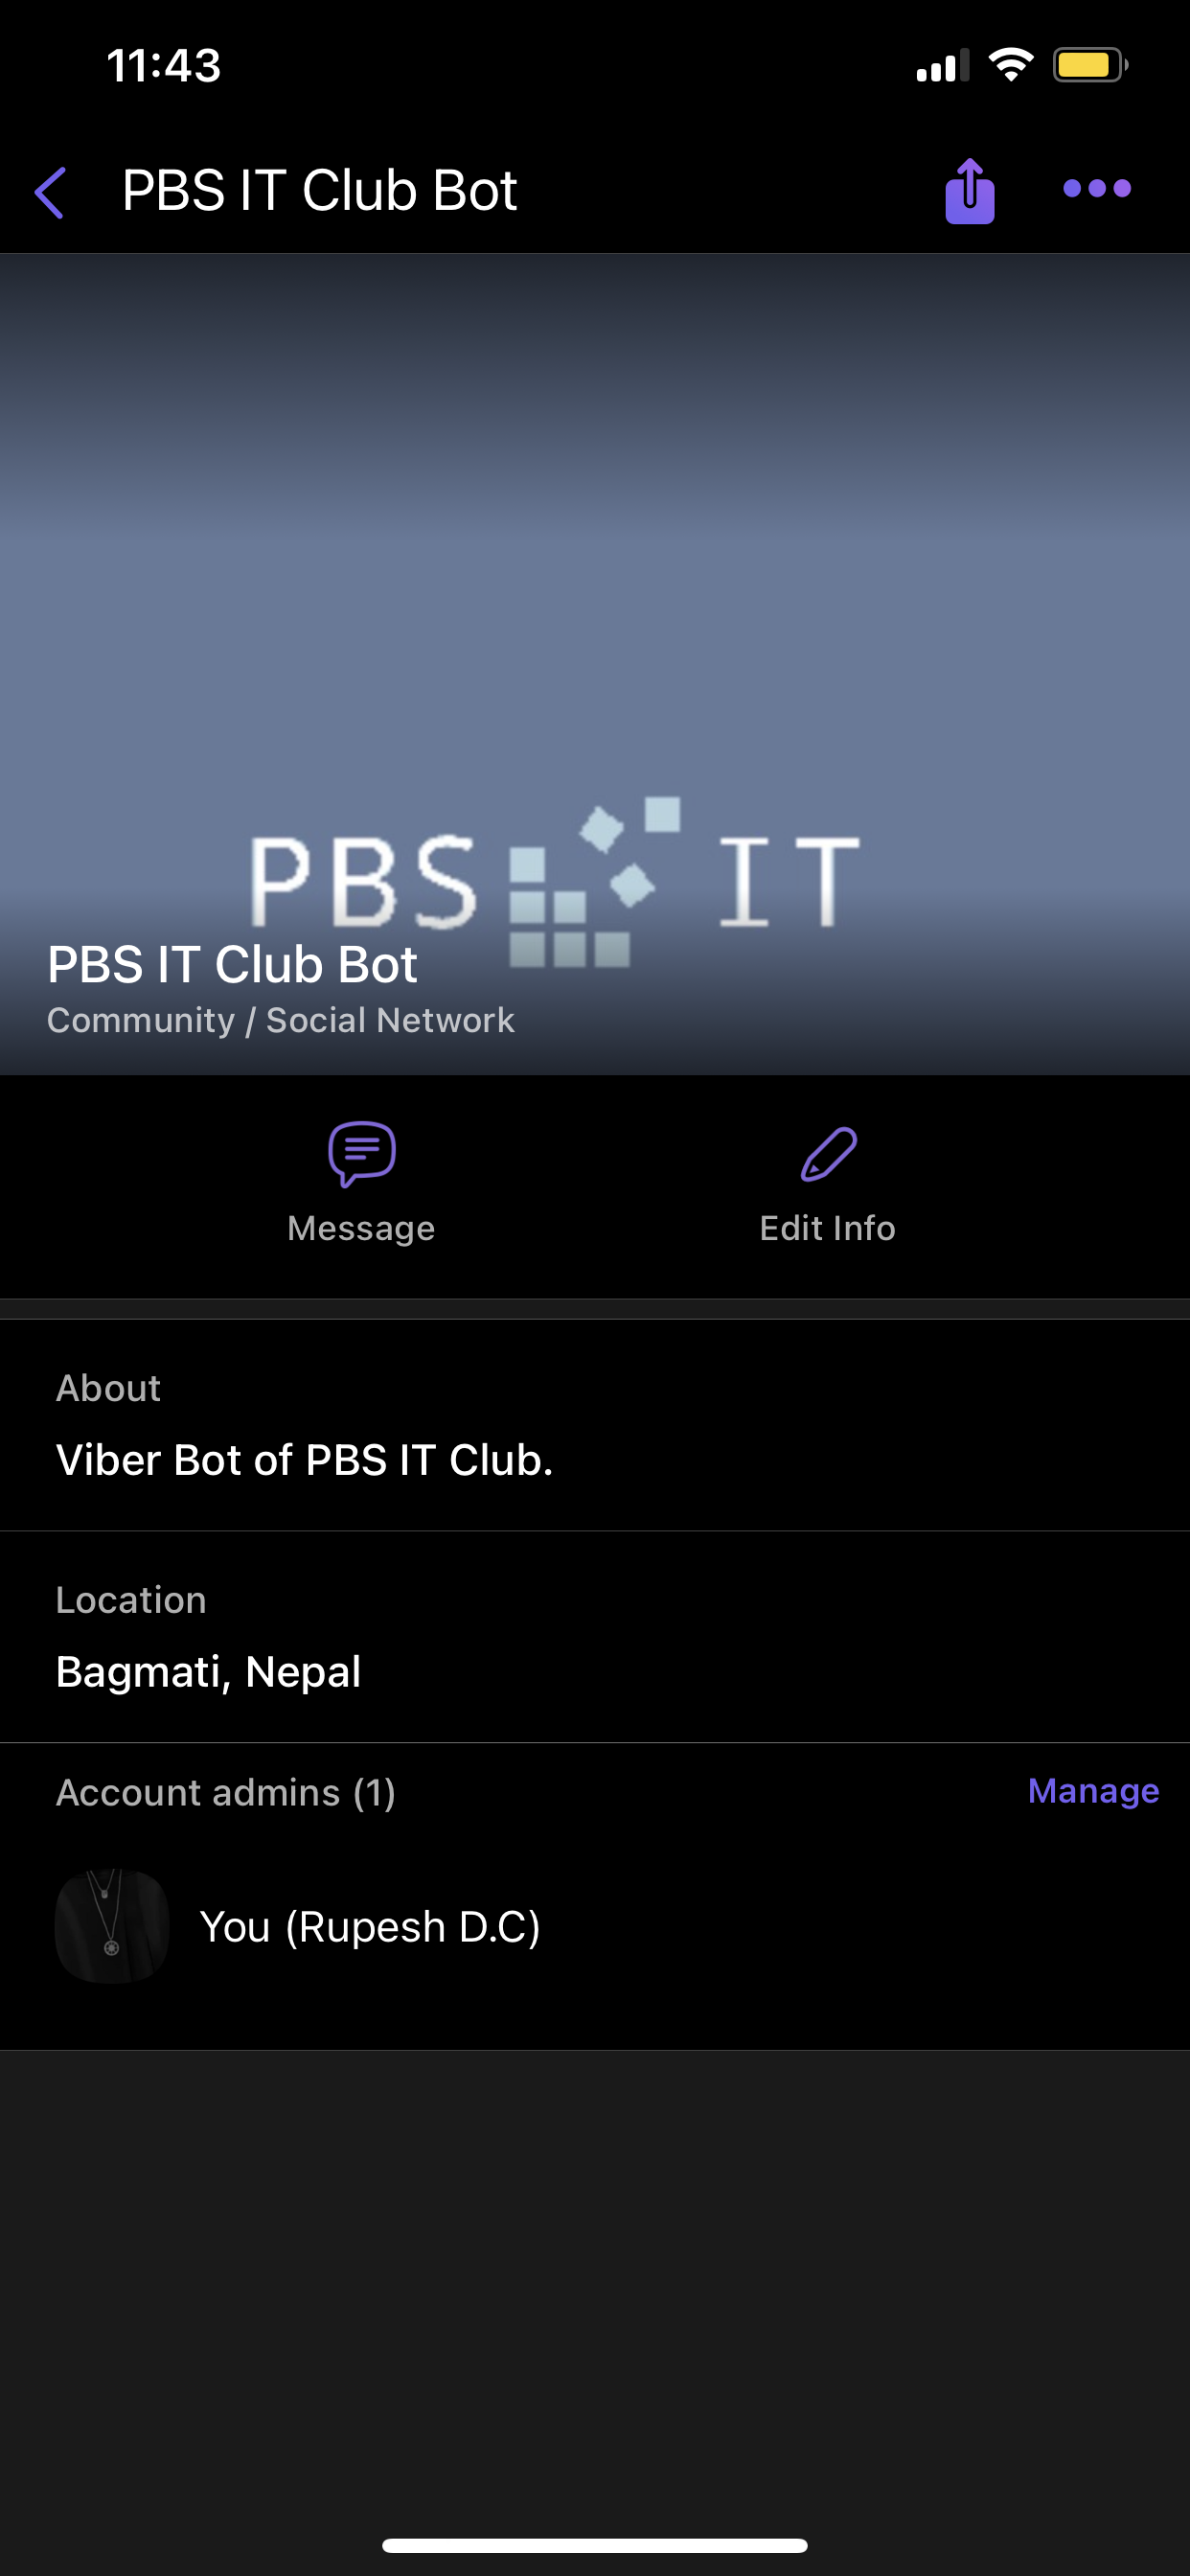 11:43
PBS IT Club Bot
PBS IT
PBS IT Club Bot
Community / Social Network
Message
Edit Info
About
Viber Bot of PBS IT Club.
Location
Bagmati, Nepal
Account admins (1)
Manage
You (Rupesh D.C)